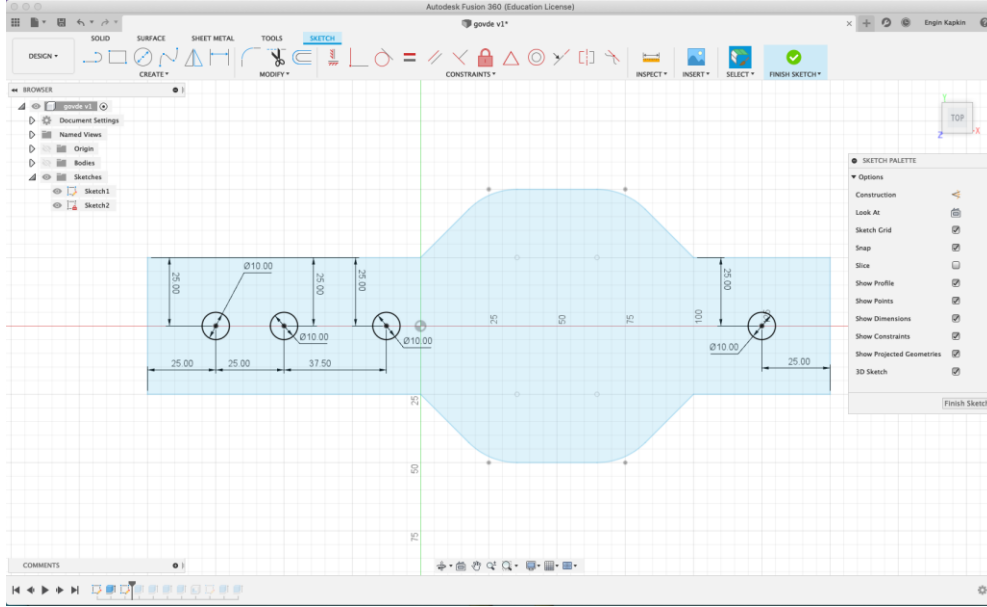 Autodesk Fusion 360 (Education License)
govde v1*
Engin Kapkin
SOLID SURFACE SHEET METAL TOOLS SKETCH
DESIGN
CREATE MODIFY CONSTRAINTS INSPECT INSERT SELECT FINISH SKETCH
BROWSER
govde v1
Document Settings
Named Views
Origin
Bodies
Sketches
Sketch1
Sketch2
Y
TOP
X
Z
SKETCH PALETTE
Options
Construction
Look At
Sketch Grid
Snap
Slice
Show Profile
Show Points
Show Dimensions
Show Constraints
Show Projected Geometries
3D Sketch
Finish Sketch
Ø10.00
25.00 25.00 25.00 25.00
25 50 75 100
Ø10.00 Ø10.00 Ø10.00
25.00 25.00 37.50 25.00
25
50
75
COMMENTS